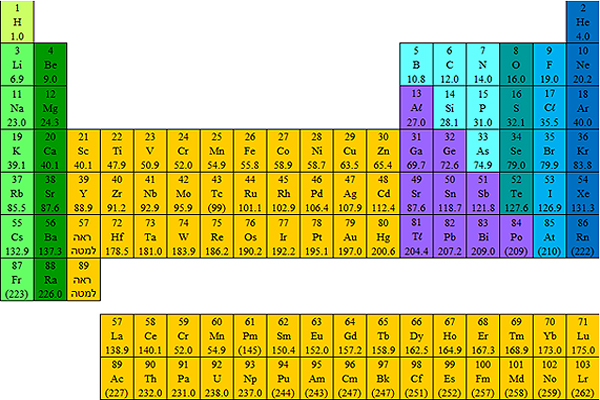 1 2
H He
1.0 4.0
3 4 5 6 7 8 9 10
Li Be B C N O F Ne
6.9 9.0 10.8 12.0 14.0 16.0 19.0 20.2
11 12 13 14 15 16 17 18
Na Mg Aℓ Si P S Cℓ Ar
23.0 24.3 27.0 28.1 31.0 32.1 35.5 40.0
19 20 21 22 23 24 25 26 27 28 29 30 31 32 33 34 35 36
K Ca Sc Ti V Cr Mn Fe Co Ni Cu Zn Ga Ge As Se Br Kr
39.1 40.1 40.1 47.9 50.9 52.0 54.9 55.8 58.9 58.7 63.5 65.4 69.7 72.6 74.9 79.0 79.9 83.8
37 38 39 40 41 42 43 44 45 46 47 48 49 50 51 52 53 54
Rb Sr Y Zr Nb Mo Tc Ru Rh Pd Ag Cd Sr Sn Sb Te I Xe
85.5 87.6 88.9 91.2 92.9 95.9 (99) 101.1 102.9 106.4 107.9 112.4 87.6 118.7 121.8 127.6 126.9 131.3
55 56 57 72 73 74 75 76 77 78 79 80 81 82 83 84 85 86
Cs Ba ראה Hf Ta W Re Os Ir Pt Au Hg Tℓ Pb Bi Po At Rn
132.9 137.3 למטה 178.5 181.0 183.9 186.2 190.2 192.2 195.1 197.0 200.6 204.4 207.2 209.0 (209) (210) (222)
87 88 89
Fr Ra ראה
(223) 226.0 למטה
57 58 59 60 61 62 63 64 65 66 67 68 69 70 71
La Ce Cr Mn Pm Sm Eu Gd Tb Dy Ho Er Tm Yb Lu
138.9 140.1 52.0 54.9 (145) 150.4 152.0 157.2 158.9 162.5 164.9 167.3 168.9 173.0 175.0
89 90 91 92 93 94 95 96 97 98 99 100 101 102 103
Ac Th Pa U Np Pu Am Cm Bk Cf Es Fm Md No Lr
(227) 232.0 231.0 238.0 237.0 (244) (243) (247) (247) (251) (252) (257) (258) (259) (262)